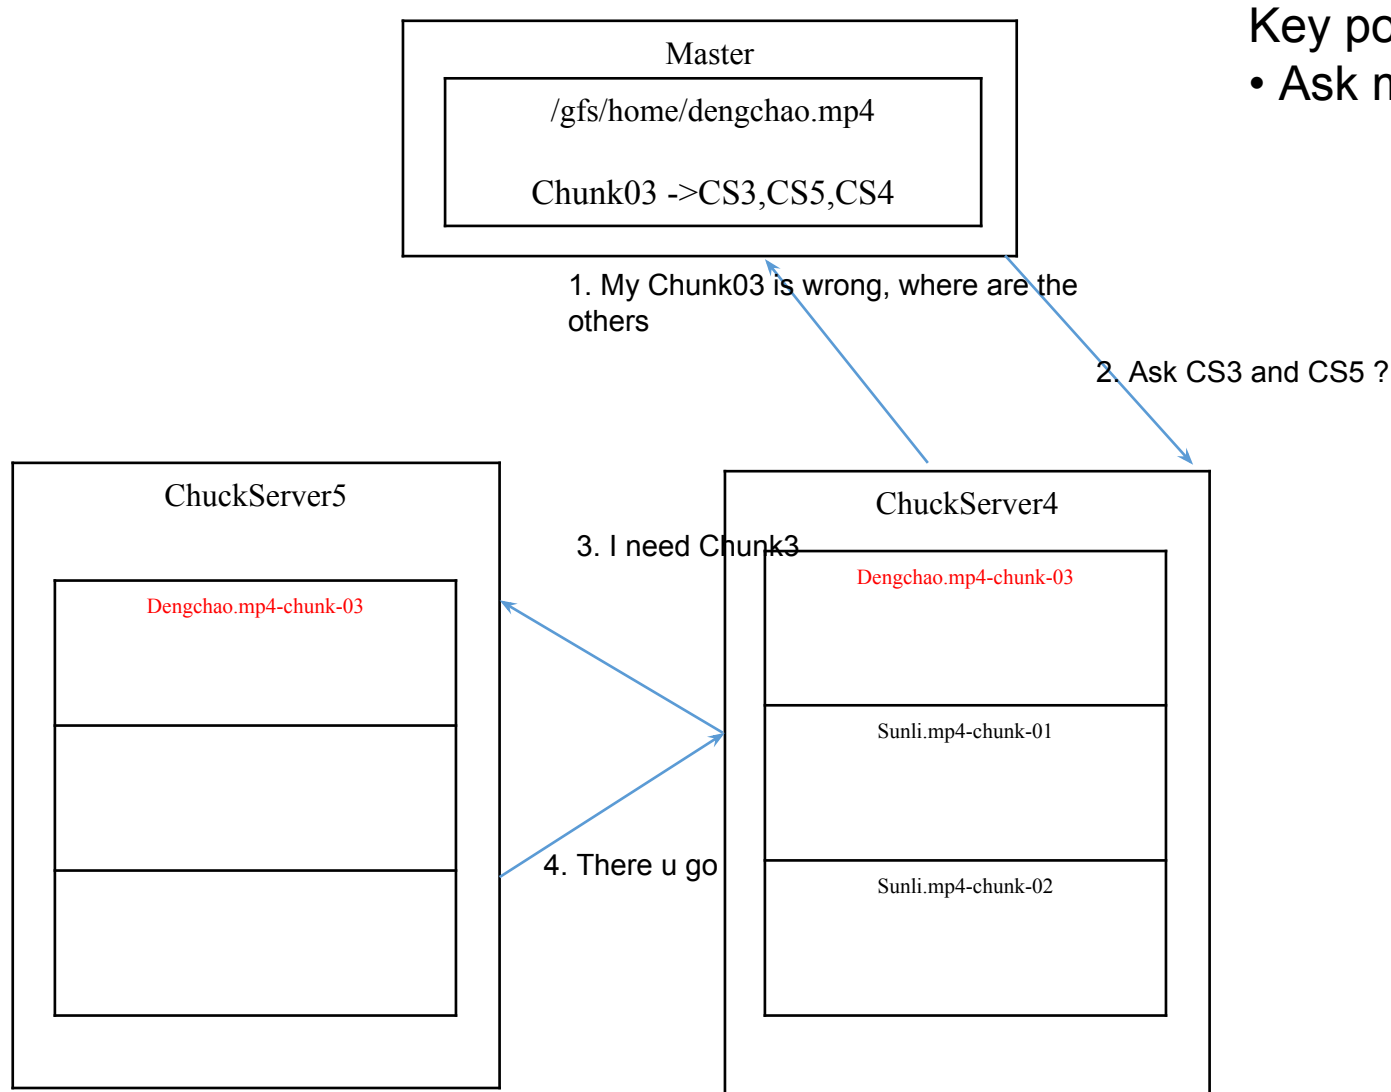 Key po
• Ask n
Master
/gfs/home/dengchao.mp4
Chunk03 ->CS3,CS5,CS4
1. My Chunk03 is wrong, where are the
others
2. Ask CS3 and CS5 ?
ChuckServer5
ChuckServer4
3. I need Chunk3
Dengchao.mp4-chunk-03
Dengchao.mp4-chunk-03
Sunli.mp4-chunk-01
4. There u go
Sunli.mp4-chunk-02